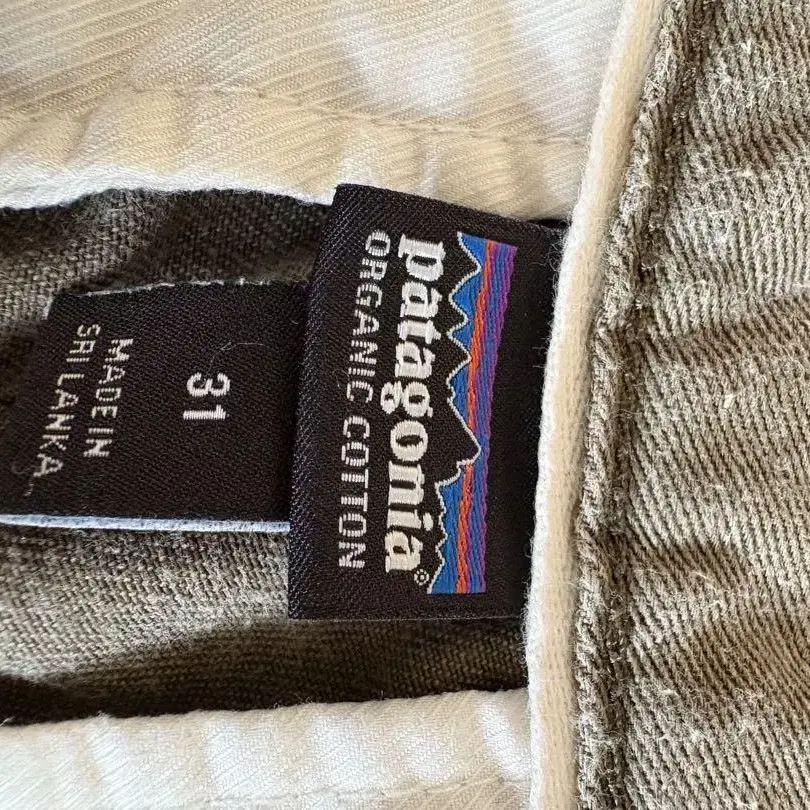 patagonia®
ORGANIC COTTON
31
MADE IN
SRI LANKA